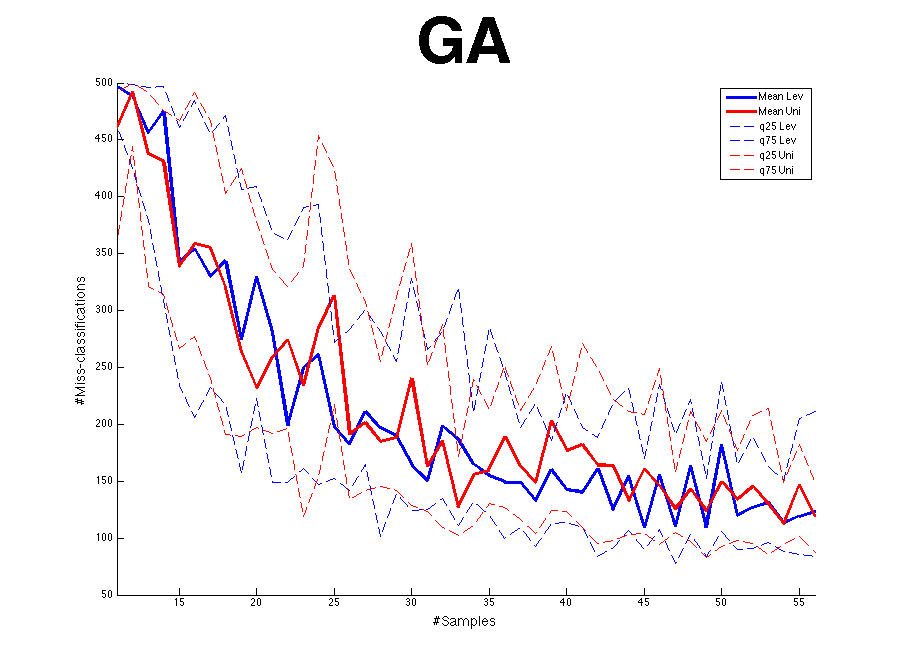 GA
500
450
400
350
300
250
200
150
100
50
#Miss-classifications
Mean Lev
Mean Uni
q25 Lev
q75 Lev
q25 Uni
q75 Uni
15 20 25 30 35 40 45 50 55
#Samples